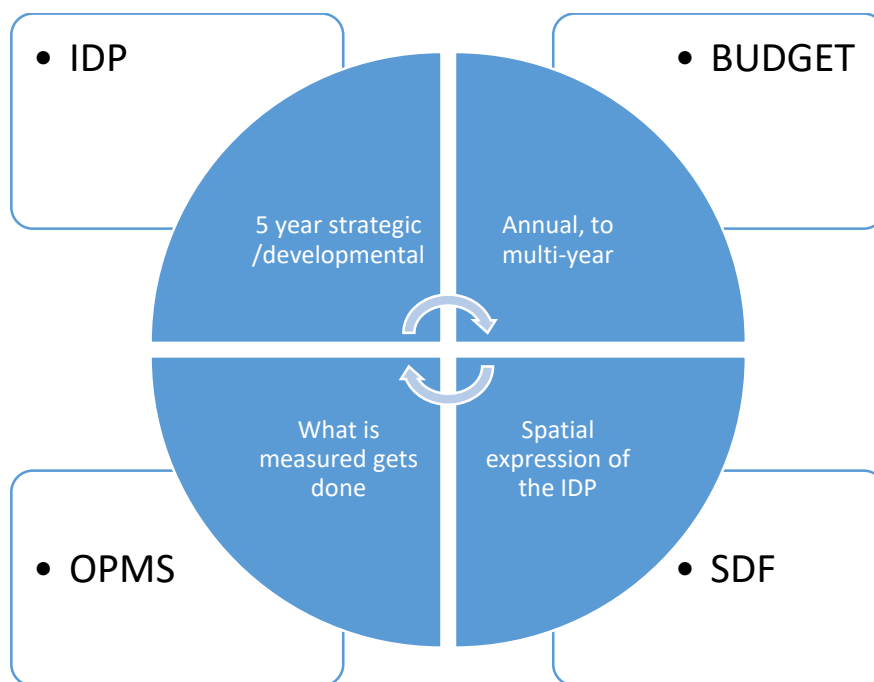 • IDP
• BUDGET
5 year strategic
/developmental
Annual, to
multi-year
What is
measured gets
done
Spatial
expression of
the IDP
• OPMS
• SDF